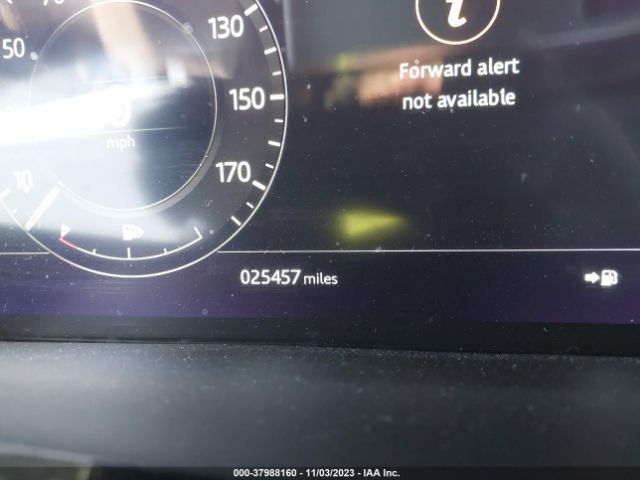 130
50
150
mph
170
10
i
Forward alert
not available
025457 miles
000-37988160 - 11/03/2023 - IAA Inc.